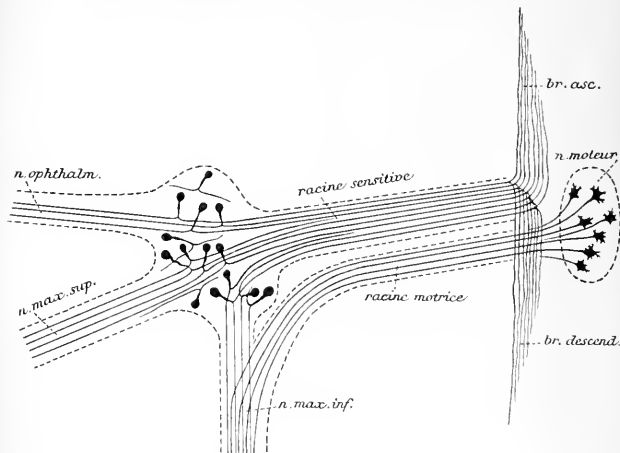 br. asc.
n. moteur
n. ophthalm.
racine sensitive
n. max. sup.
racine motrice
br. descend.
n. max. inf.